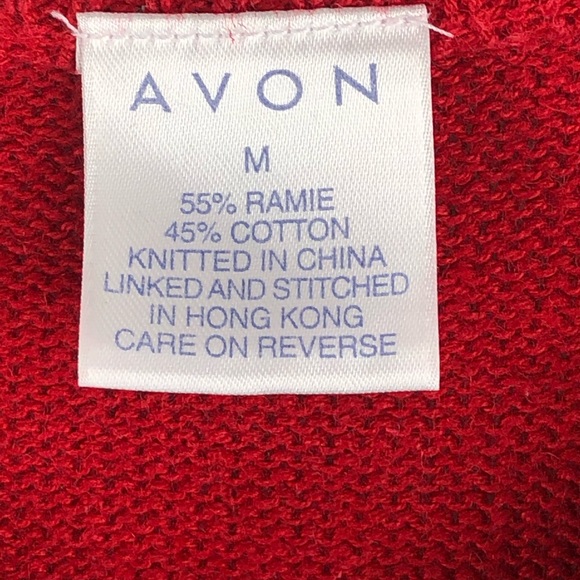 AVON
M
55% RAMIE
45% COTTON
KNITTED IN CHINA
LINKED AND STITCHED
IN HONG KONG
CARE ON REVERSE